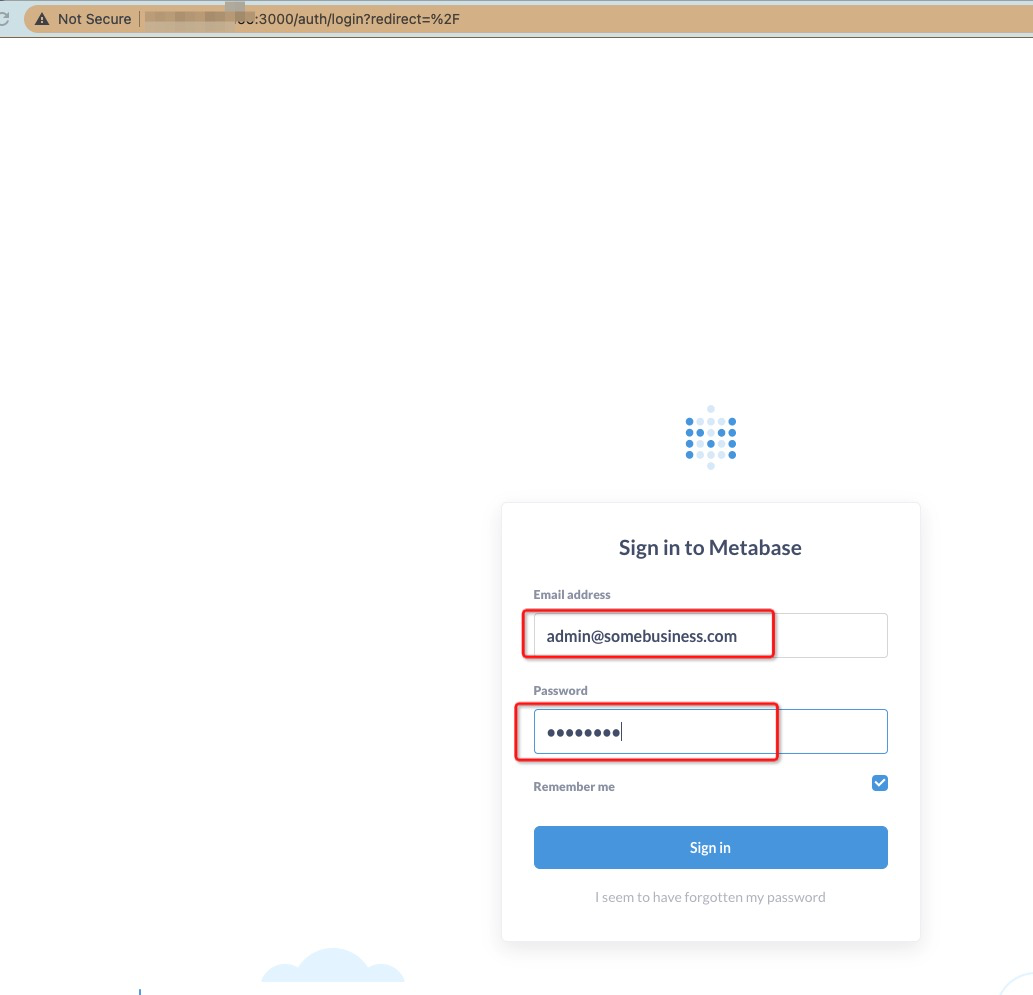 Not Secure :3000/auth/login?redirect=%2F
Sign in to Metabase
Email address
admin@somebusiness.com
Password
••••••••
Remember me
Sign in
I seem to have forgotten my password